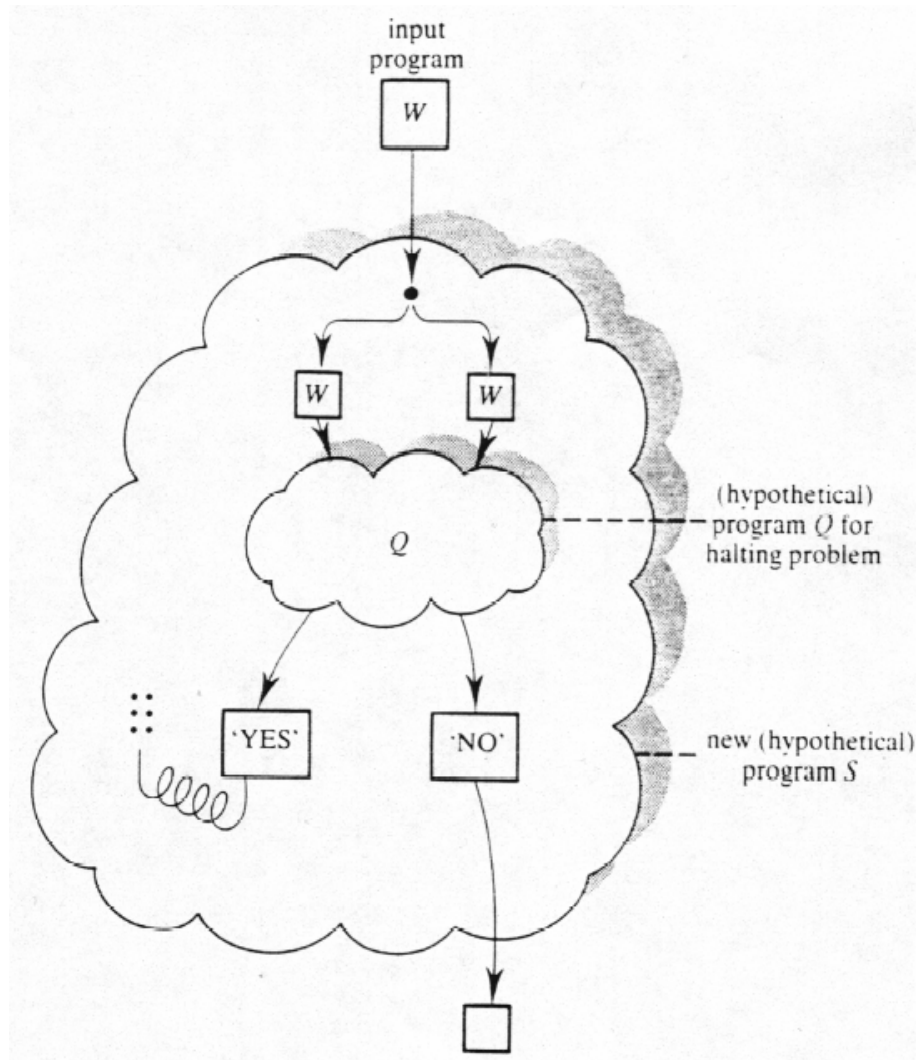 input
program
W
W
W
(hypothetical)
program Q for
halting problem
Q
'YES'
'NO'
new (hypothetical)
program S